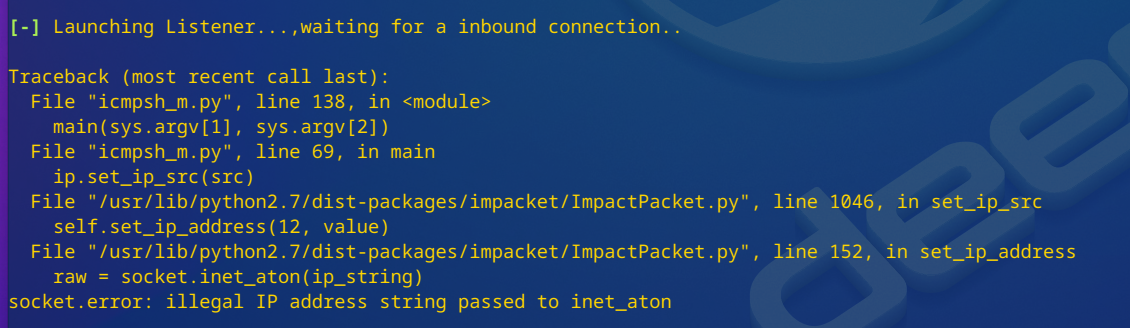 [-] Launching Listener...,waiting for a inbound connection..
Traceback (most recent call last):
  File "icmpsh_m.py", line 138, in <module>
    main(sys.argv[1], sys.argv[2])
  File "icmpsh_m.py", line 69, in main
    ip.set_ip_src(src)
  File "/usr/lib/python2.7/dist-packages/impacket/ImpactPacket.py", line 1046, in set_ip_src
    self.set_ip_address(12, value)
  File "/usr/lib/python2.7/dist-packages/impacket/ImpactPacket.py", line 152, in set_ip_address
    raw = socket.inet_aton(ip_string)
socket.error: illegal IP address string passed to inet_aton
dee